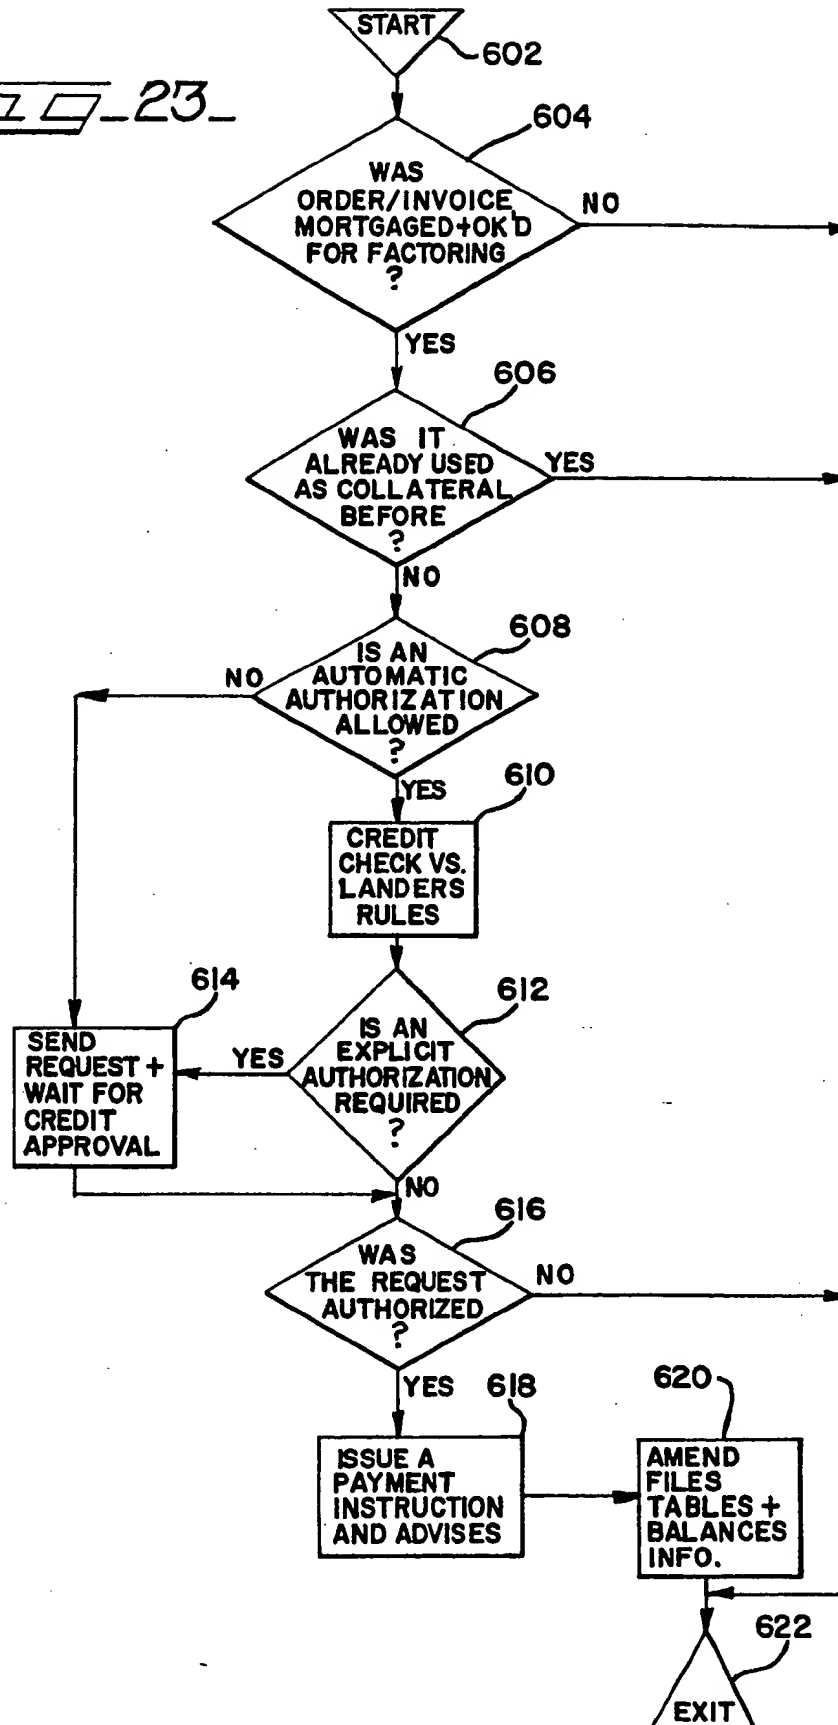 START
602
-23-
604
WAS
ORDER/INVOICE,
MORTGAGED+OK'D
FOR FACTORING
?
NO
YES
606
WAS IT
ALREADY USED
AS COLLATERAL
BEFORE
?
YES
NO
608
IS AN
AUTOMATIC
AUTHORIZATION
ALLOWED
?
NO
YES
610
CREDIT
CHECK VS.
LANDERS
RULES
614
612
SEND
REQUEST +
WAIT FOR
CREDIT
APPROVAL
YES
IS AN
EXPLICIT
AUTHORIZATION
REQUIRED
?
NO
616
WAS
THE REQUEST
AUTHORIZED
?
NO
YES
618
620
ISSUE A
PAYMENT
INSTRUCTION
AND ADVISES
AMEND
FILES
TABLES +
BALANCES
INFO.
622
EXIT